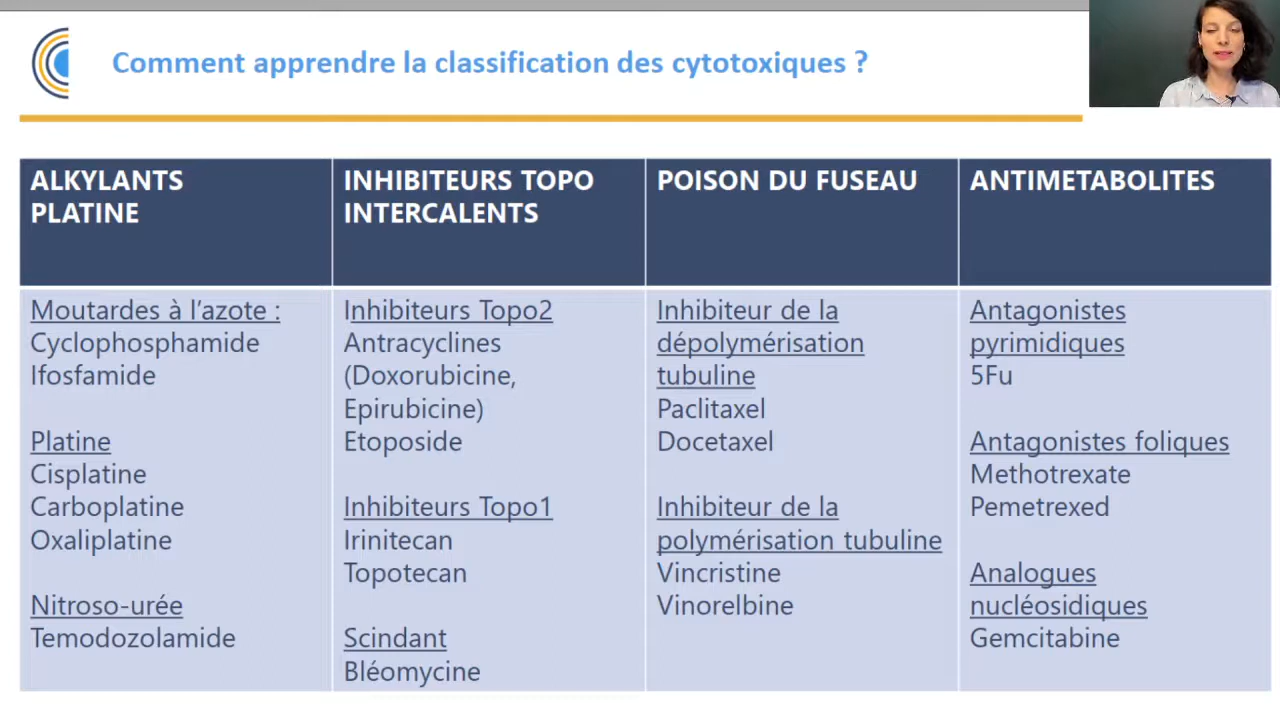 Comment apprendre la classification des cytotoxiques ?
ALKYLANTS
PLATINE
INHIBITEURS TOPO
INTERCALENTS
POISON DU FUSEAU
ANTIMETABOLITES
Moutardes à l'azote :
Cyclophosphamide
Ifosfamide
Platine
Cisplatine
Carboplatine
Oxaliplatine
Nitroso-urée
Temodozolamide
Inhibiteurs Topo2
Antracyclines
(Doxorubicine,
Epirubicine)
Etoposide
Inhibiteurs Topo1
Irinitecan
Topotecan
Scindant
Bléomycine
Inhibiteur de la
dépolymérisation
tubuline
Paclitaxel
Docetaxel
Inhibiteur de la
polymérisation tubuline
Vincristine
Vinorelbine
Antagonistes
pyrimidiques
5Fu
Antagonistes foliques
Methotrexate
Pemetrexed
Analogues
nucléosidiques
Gemcitabine